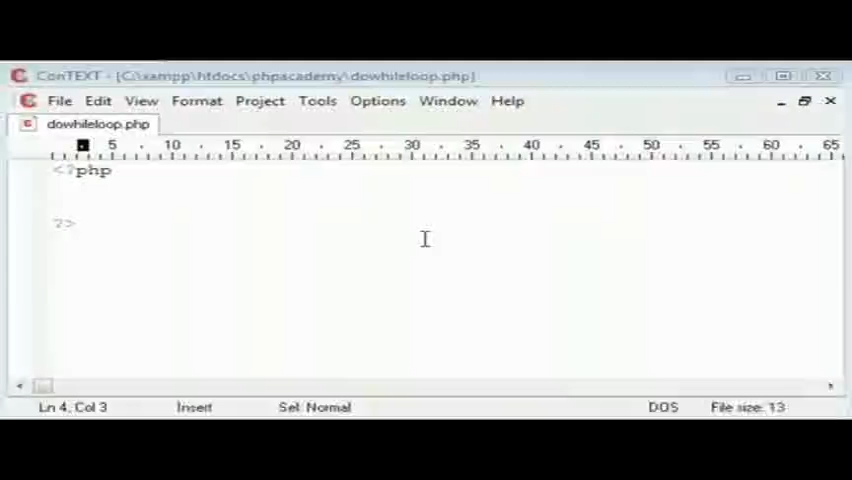 ConTEXT - [C:\xampp\htdocs\phpacademy\dowhileloop.php]
File Edit View Format Project Tools Options Window Help
dowhileloop.php
5 10 15 20 25 30 35 40 45 50 55 60 65
<?php
?>
Ln 4, Col 3 Insert Sel: Normal DOS File size: 13